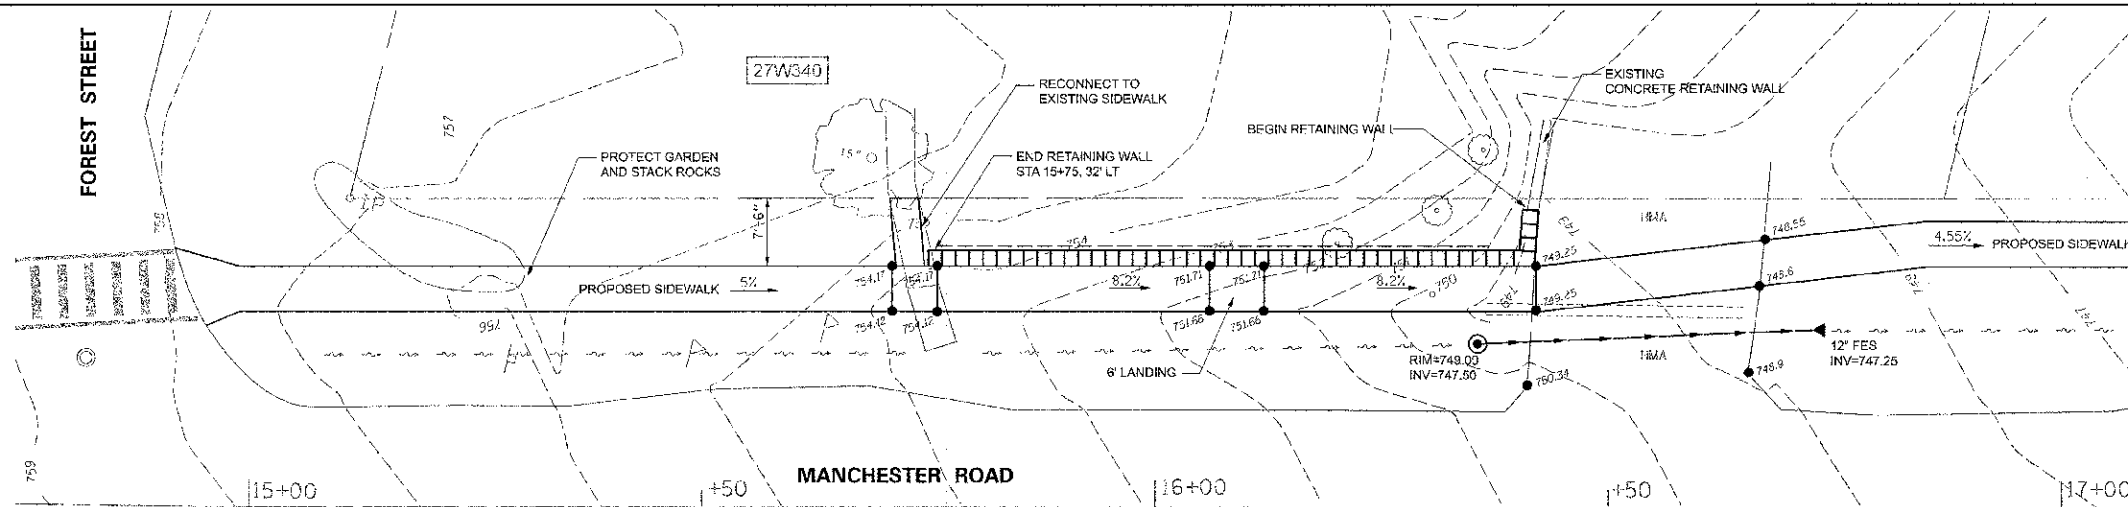 FOREST STREET
27W340
RECONNECT TO
EXISTING SIDEWALK
EXISTING
CONCRETE RETAINING WALL
BEGIN RETAINING WALL
757
15"
PROTECT GARDEN
AND STACK ROCKS
END RETAINING WALL
STA 15+75, 32' LT
758
7'-6"
754
HMA
749
748.55
4.55%
PROPOSED SIDEWALK
749.25
754.17
754.17
8.2%
751.71
751.71
8.2%
750
PROPOSED SIDEWALK
5%
748.6
749
749.25
756
754.12
754.12
751.66
751.66
6' LANDING
RIM=749.00
INV=747.50
HMA
12" FES
INV=747.25
750.34
748.9
759
MANCHESTER ROAD
15+00
+50
16+00
+50
17+00